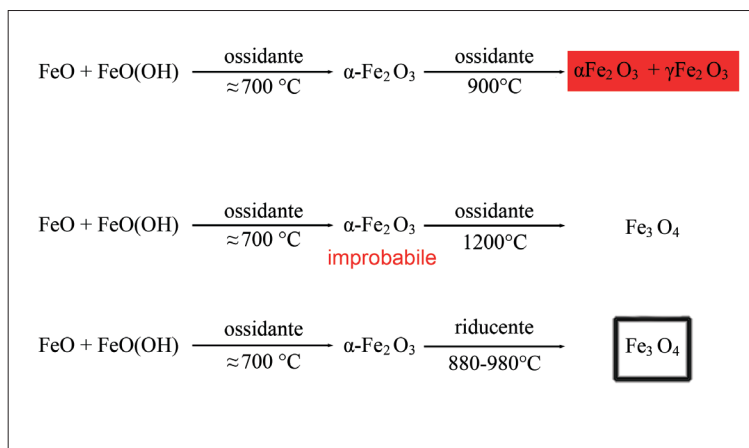 ossidante ossidante
FeO + FeO(OH) α-Fe₂O₃ αFe₂O₃ + γFe₂O₃
≈700 °C 900°C
ossidante ossidante
FeO + FeO(OH) α-Fe₂O₃ Fe₃O₄
≈700 °C improbabile 1200°C
ossidante riducente
FeO + FeO(OH) α-Fe₂O₃ Fe₃O₄
≈700 °C 880-980°C